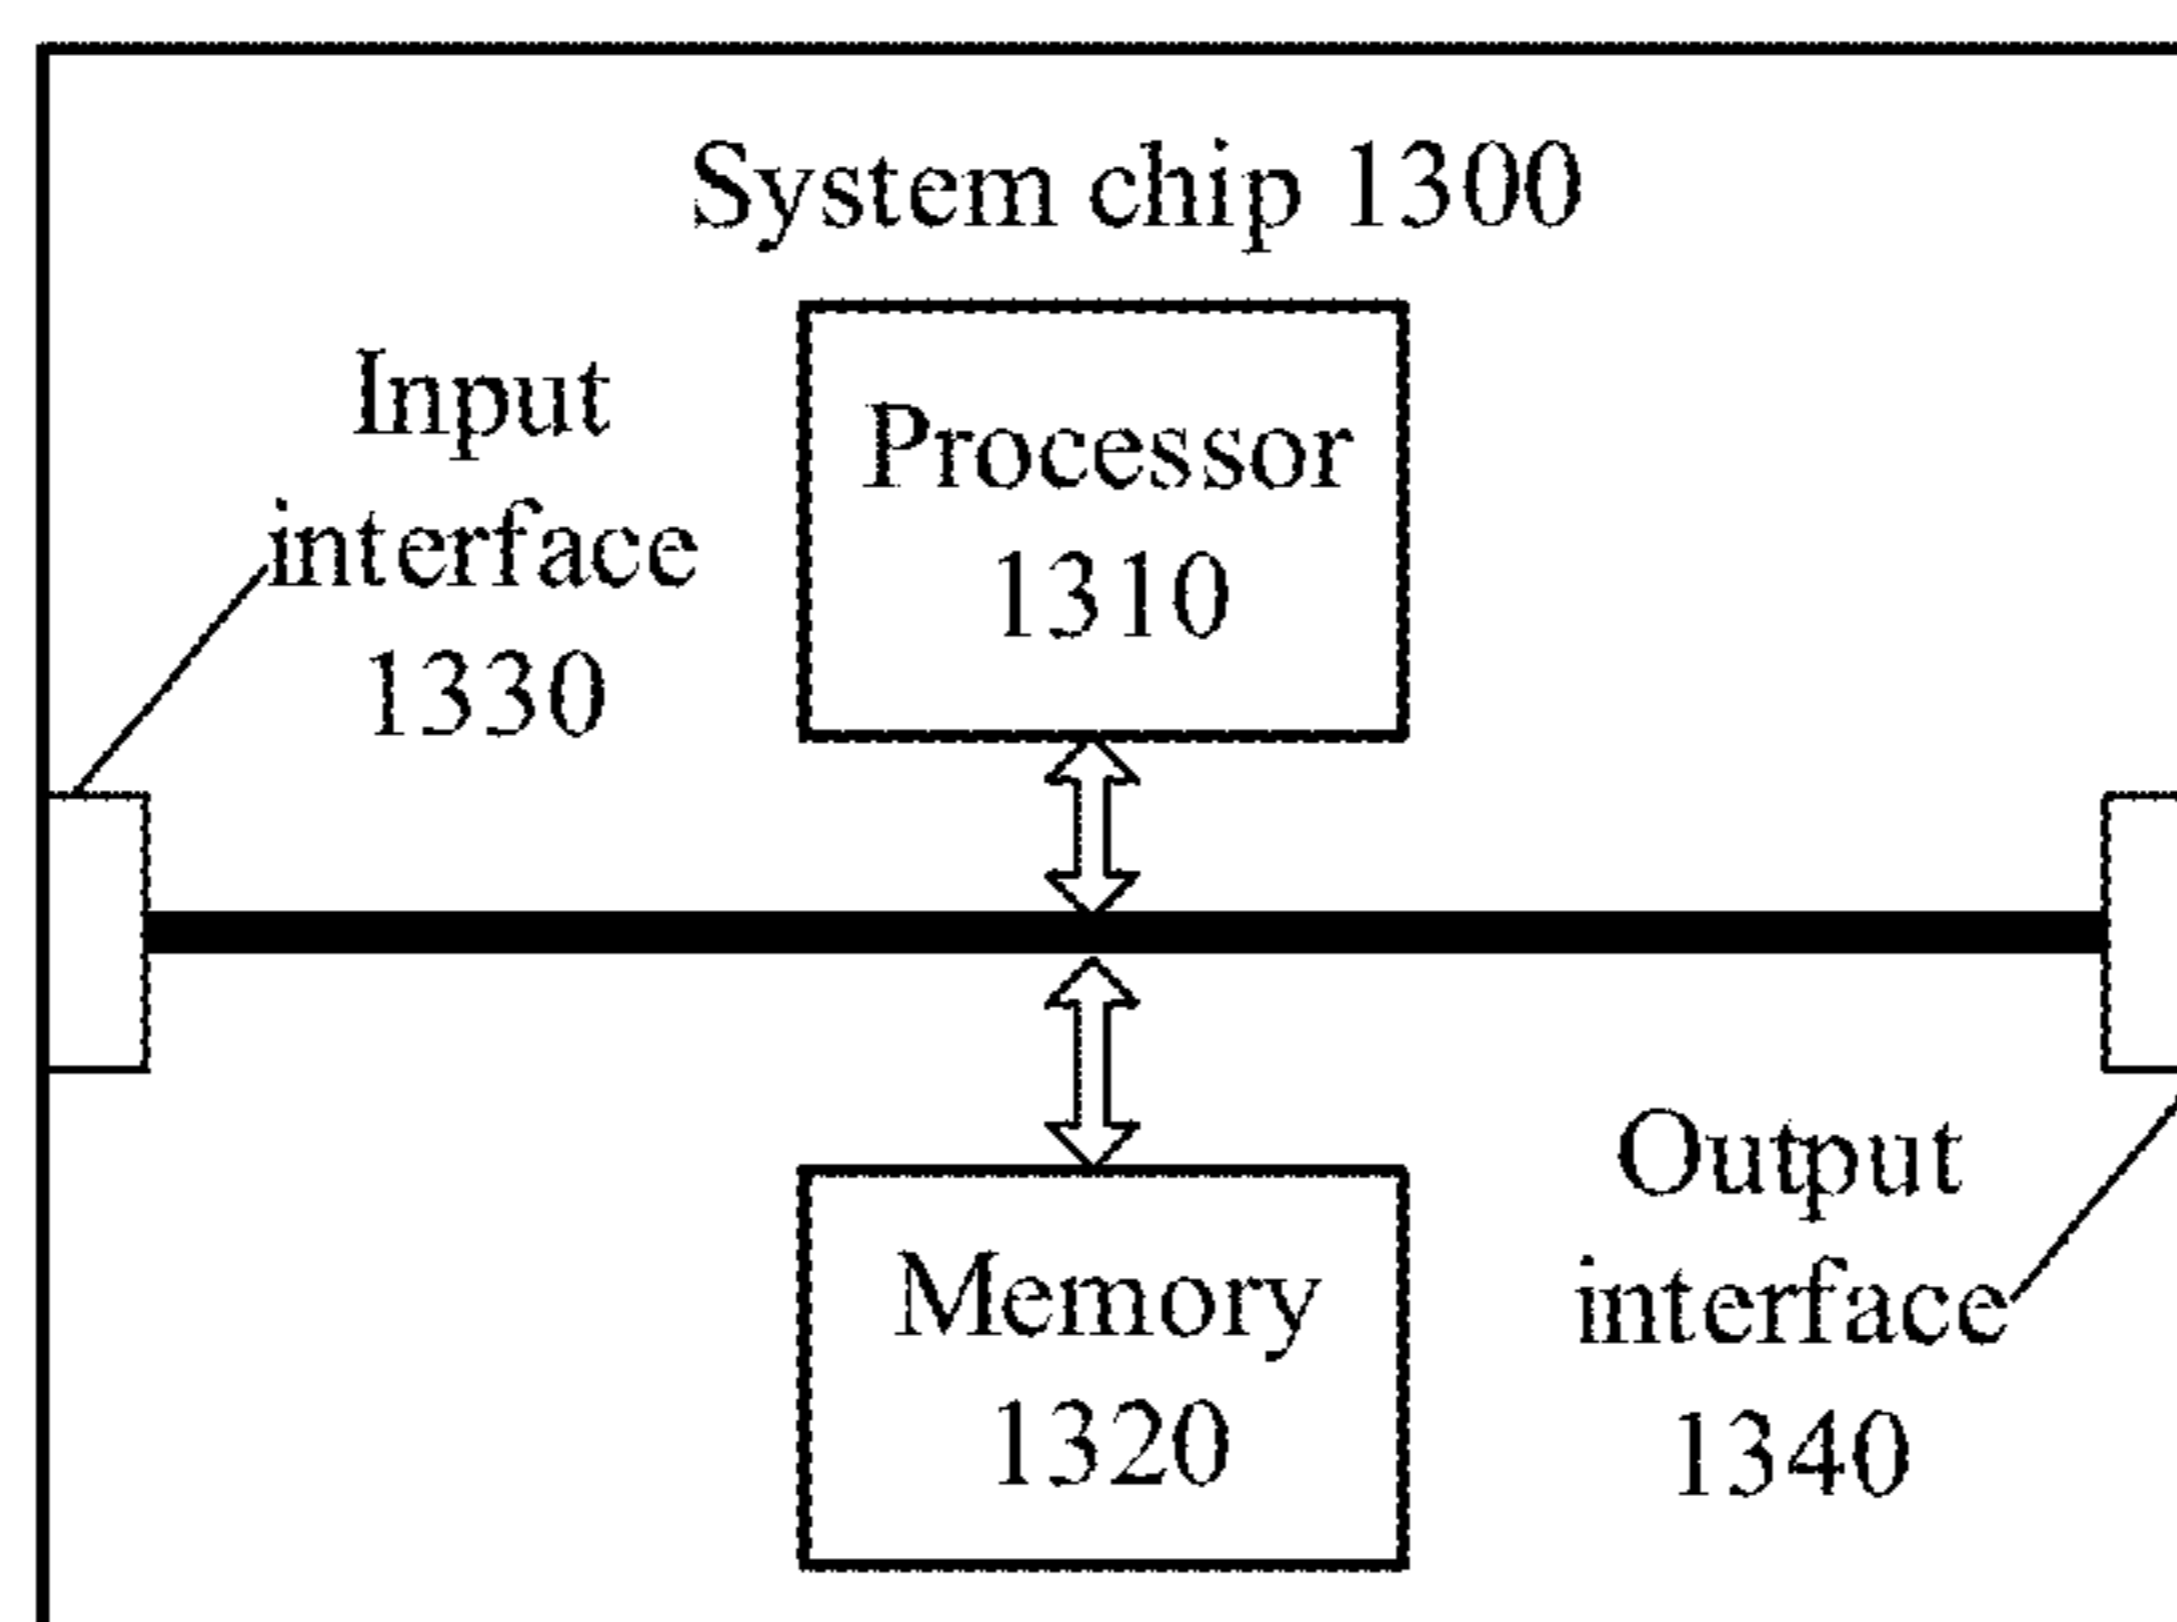 System chip 1300
Input
interface
1330
Processor
1310
Memory
1320
Output
interface
1340